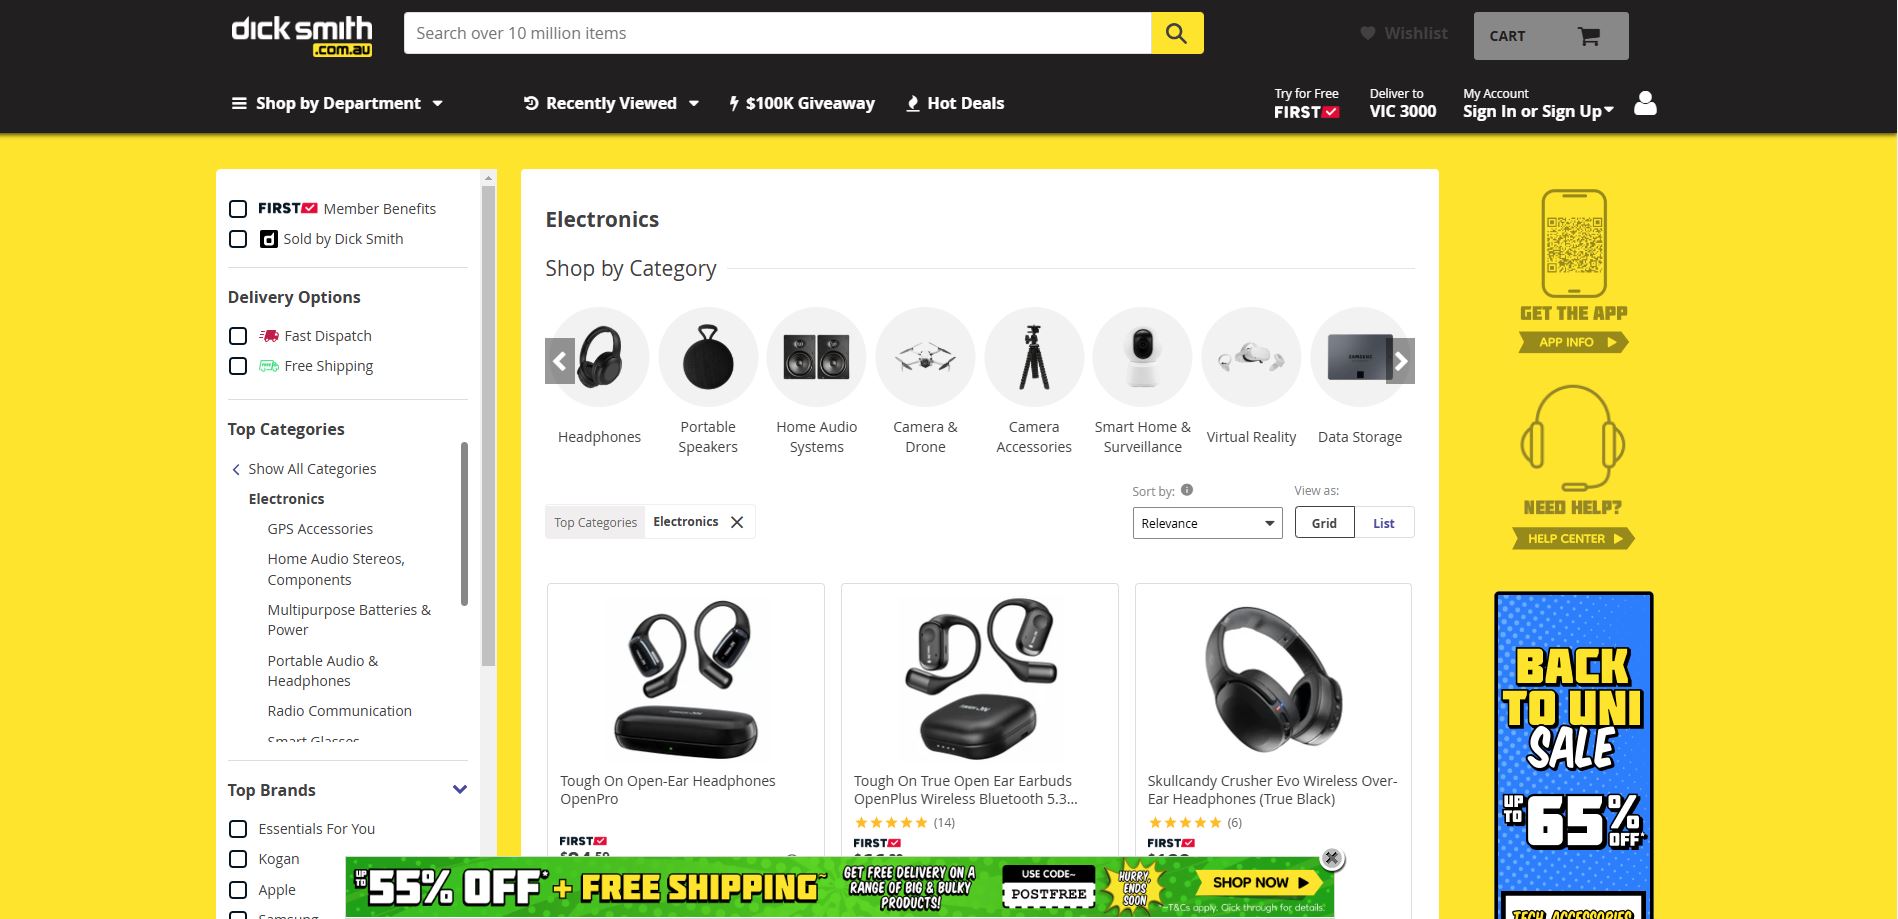 dick smith
.com.au
Search over 10 million items
Wishlist
CART
Shop by Department
Recently Viewed
$100K Giveaway
Hot Deals
Try for Free
FIRST
Deliver to
VIC 3000
My Account
Sign In or Sign Up
FIRST Member Benefits
Sold by Dick Smith
Delivery Options
Fast Dispatch
Free Shipping
Top Categories
Show All Categories
Electronics
GPS Accessories
Home Audio Stereos,
Components
Multipurpose Batteries &
Power
Portable Audio &
Headphones
Radio Communication
Smart Glasses
Top Brands
Essentials For You
Kogan
Apple
Samsung
Electronics
Shop by Category
Headphones
Portable
Speakers
Home Audio
Systems
Camera &
Drone
Camera
Accessories
Smart Home &
Surveillance
Virtual Reality
SAMSUNG
Data Storage
Top Categories
Electronics
Sort by:
Relevance
View as:
Grid
List
Tough On Open-Ear Headphones
OpenPro
FIRST
Tough On True Open Ear Earbuds
OpenPlus Wireless Bluetooth 5.3...
(14)
FIRST
Skullcandy Crusher Evo Wireless Over-
Ear Headphones (True Black)
(6)
FIRST
UP TO 55% OFF* + FREE SHIPPING~
GET FREE DELIVERY ON A
RANGE OF BIG & BULKY
PRODUCTS!
USE CODE~
POSTFREE
HURRY,
ENDS
SOON
SHOP NOW
*~T&Cs apply. Click through for details.
GET THE APP
APP INFO
NEED HELP?
HELP CENTER
BACK
TO UNI
SALE
UP TO 65% OFF*
TECH, ACCESSORIES